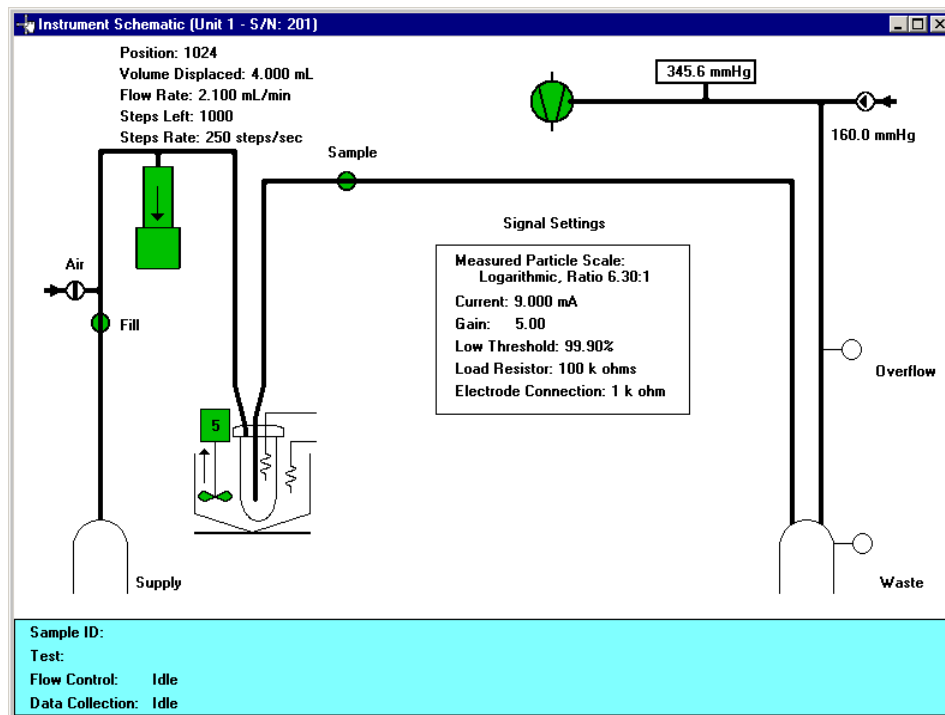 Instrument Schematic (Unit 1 - S/N: 201)
Position: 1024
Volume Displaced: 4.000 mL
Flow Rate: 2.100 mL/min
Steps Left: 1000
Steps Rate: 250 steps/sec
345.6 mmHg
160.0 mmHg
Sample
Signal Settings
Measured Particle Scale:
Logarithmic, Ratio 6.30:1
Current: 9.000 mA
Gain: 5.00
Low Threshold: 99.90%
Load Resistor: 100 k ohms
Electrode Connection: 1 k ohm
Air
Fill
Overflow
5
Supply
Waste
Sample ID:
Test:
Flow Control: Idle
Data Collection: Idle